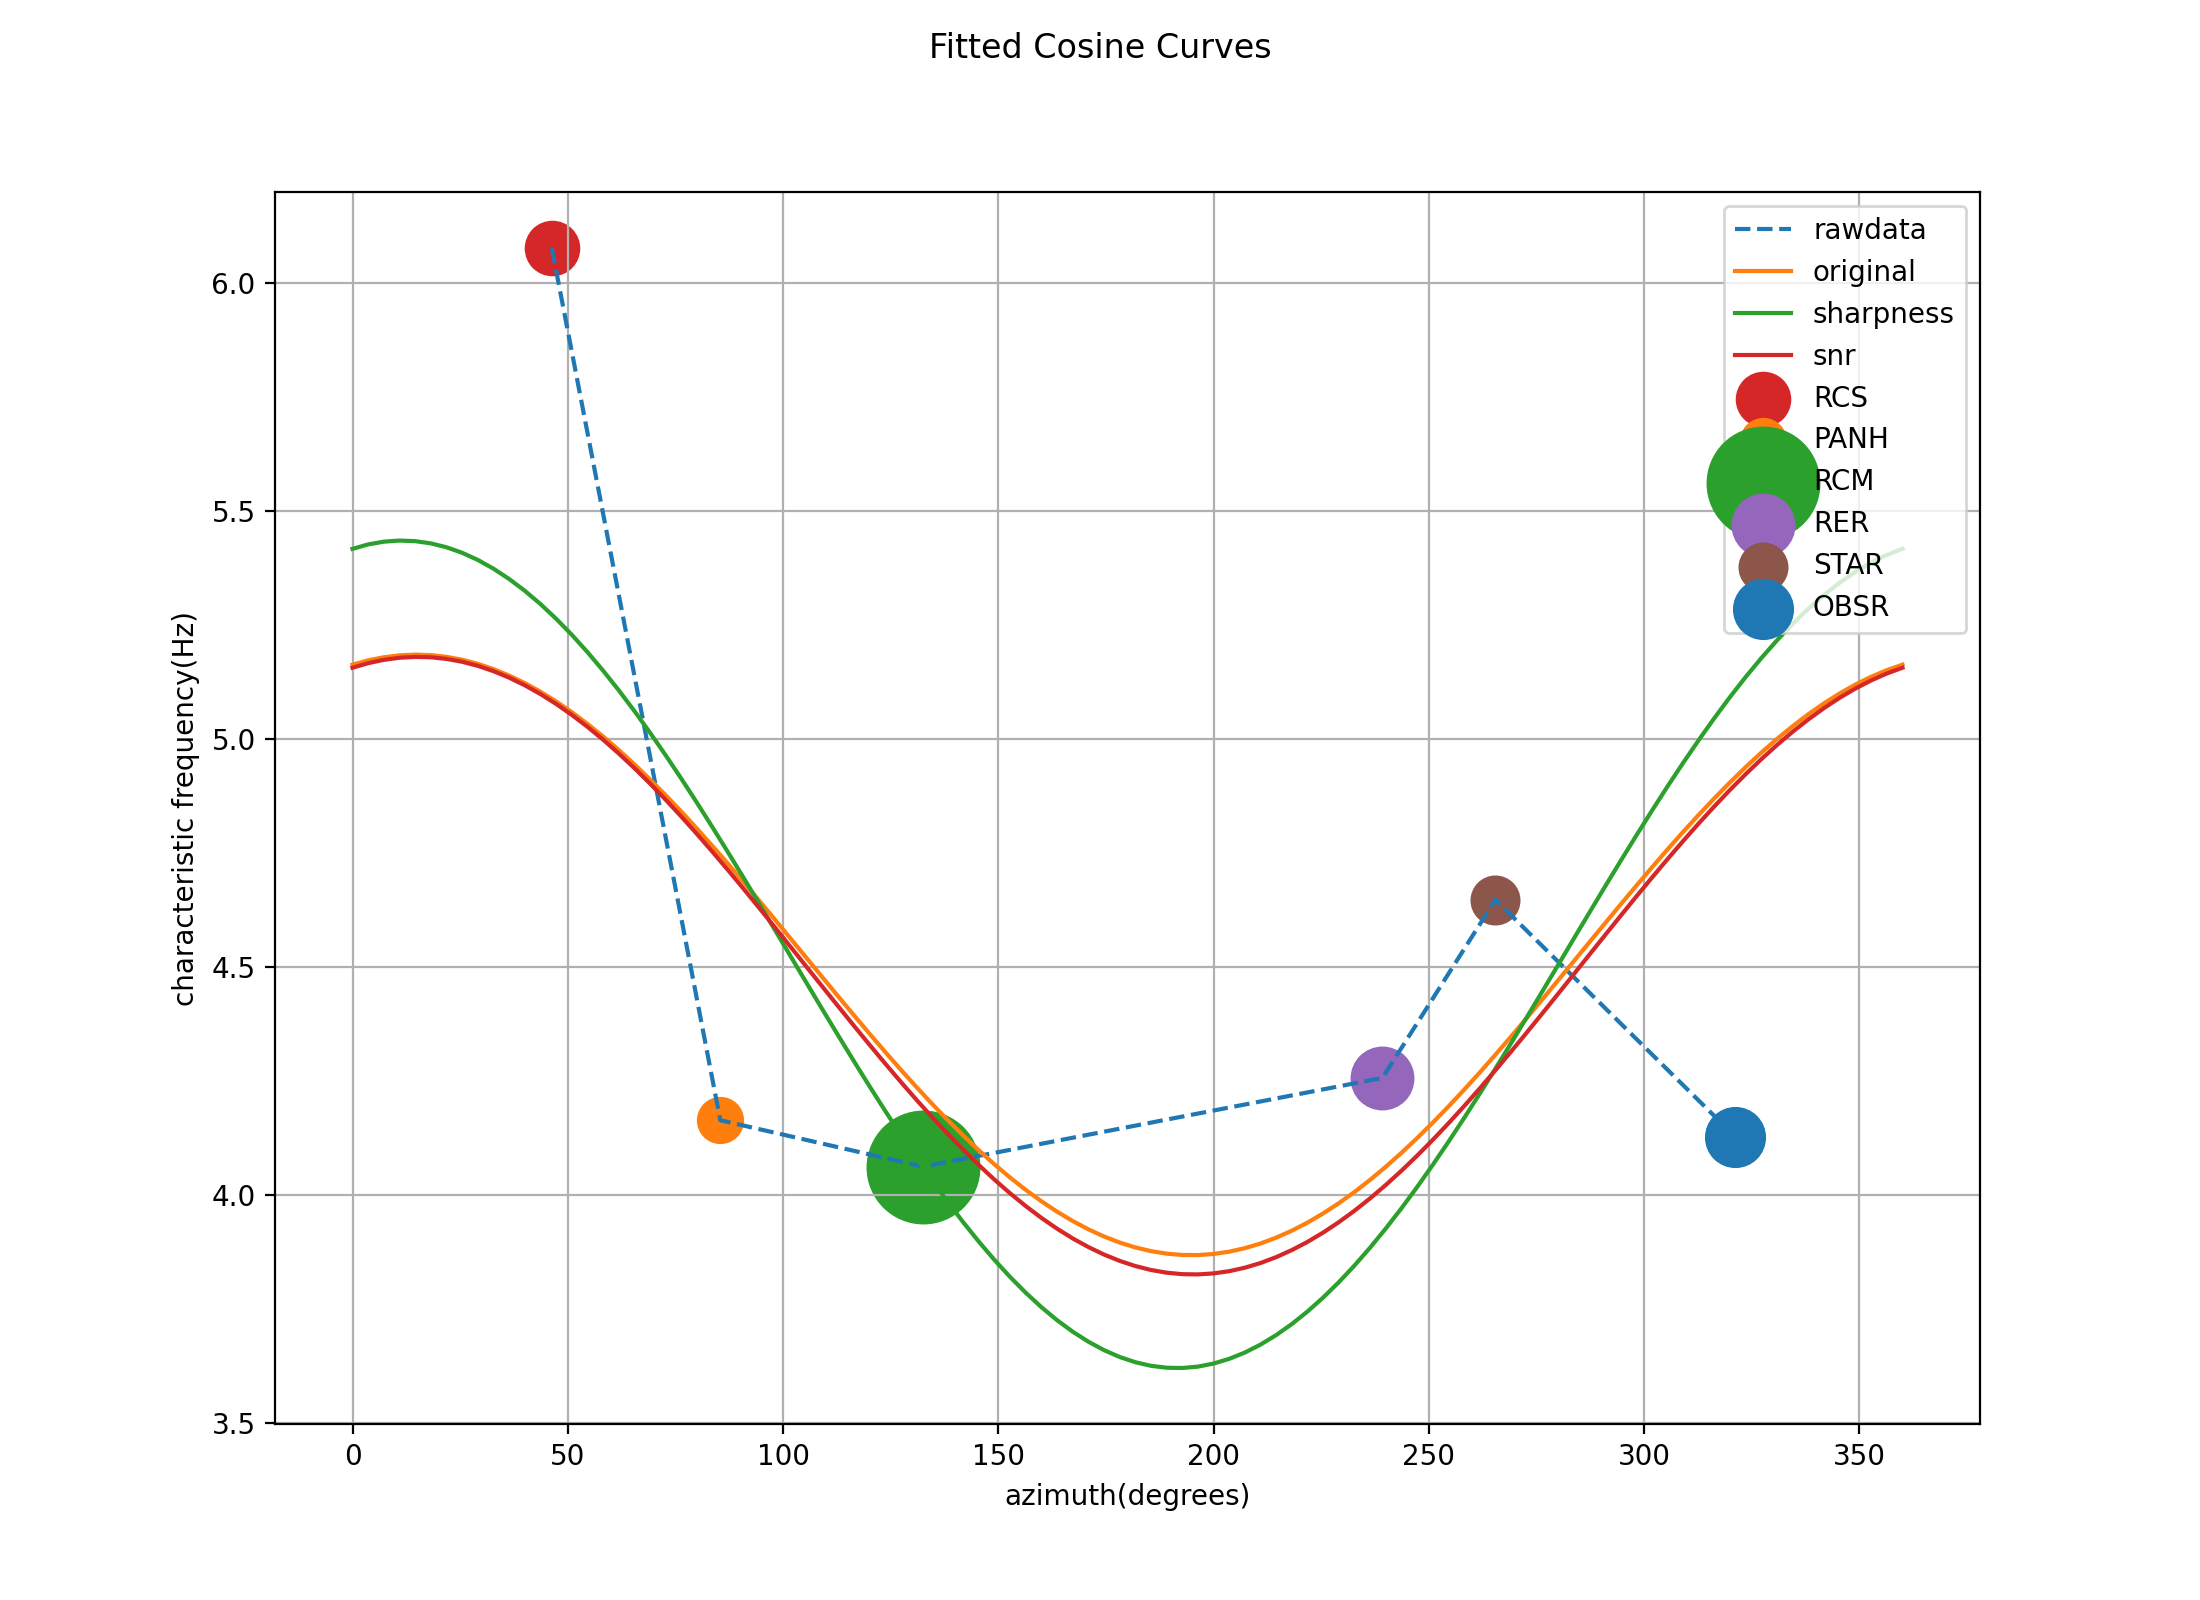 Fitted Cosine Curves
characteristic frequency(Hz)
6.0
5.5
5.0
4.5
4.0
3.5
rawdata
original
sharpness
snr
RCS
PANH
RCM
RER
STAR
OBSR
0 50 100 150 200 250 300 350
azimuth(degrees)